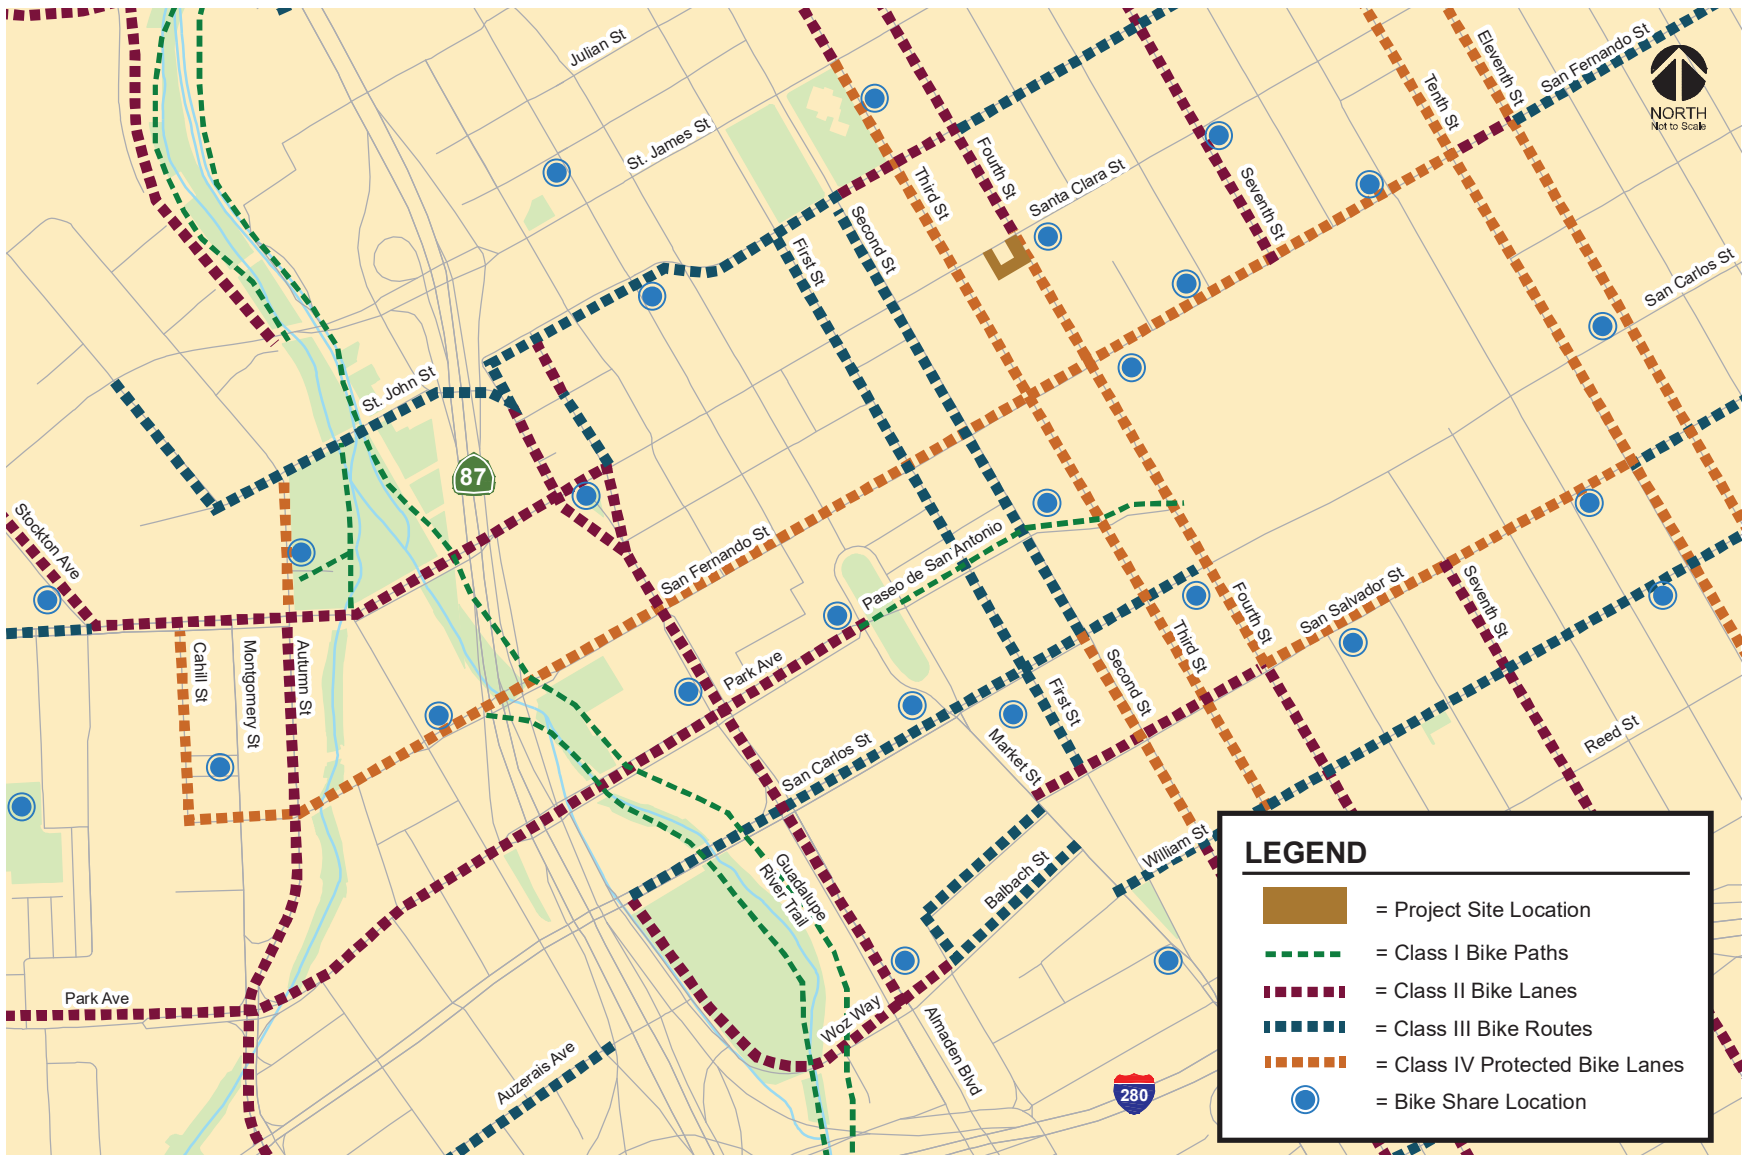 Julian St
St. James St
Third St
Fourth St
Santa Clara St
Seventh St
Tenth St
Eleventh St
San Fernando St
NORTH
Not to Scale
First St
Second St
San Carlos St
St. John St
87
Stockton Ave
San Fernando St
Paseo de San Antonio
Cahill St
Montgomery St
Autumn St
Park Ave
San Carlos St
Market St
First St
Second St
Third St
Fourth St
San Salvador St
Seventh St
Reed St
William St
Balbach St
Guadalupe
River Trail
Park Ave
Woz Way
Almaden Blvd
Auzerais Ave
280
LEGEND
= Project Site Location
= Class I Bike Paths
= Class II Bike Lanes
= Class III Bike Routes
= Class IV Protected Bike Lanes
= Bike Share Location